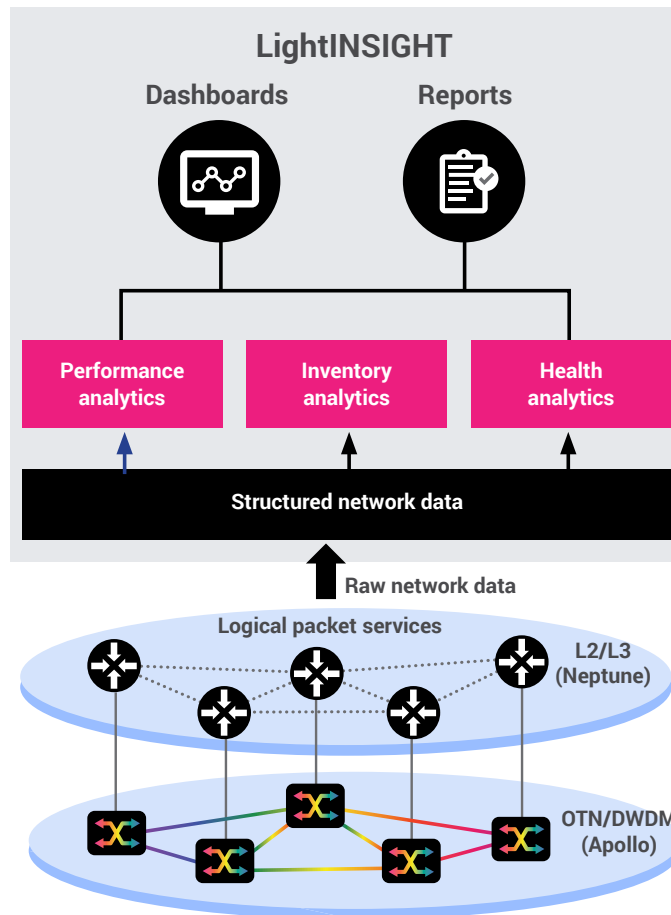 LightINSIGHT
Dashboards
Reports
Performance
analytics
Inventory
analytics
Health
analytics
Structured network data
Raw network data
Logical packet services
L2/L3
(Neptune)
OTN/DWDM
(Apollo)